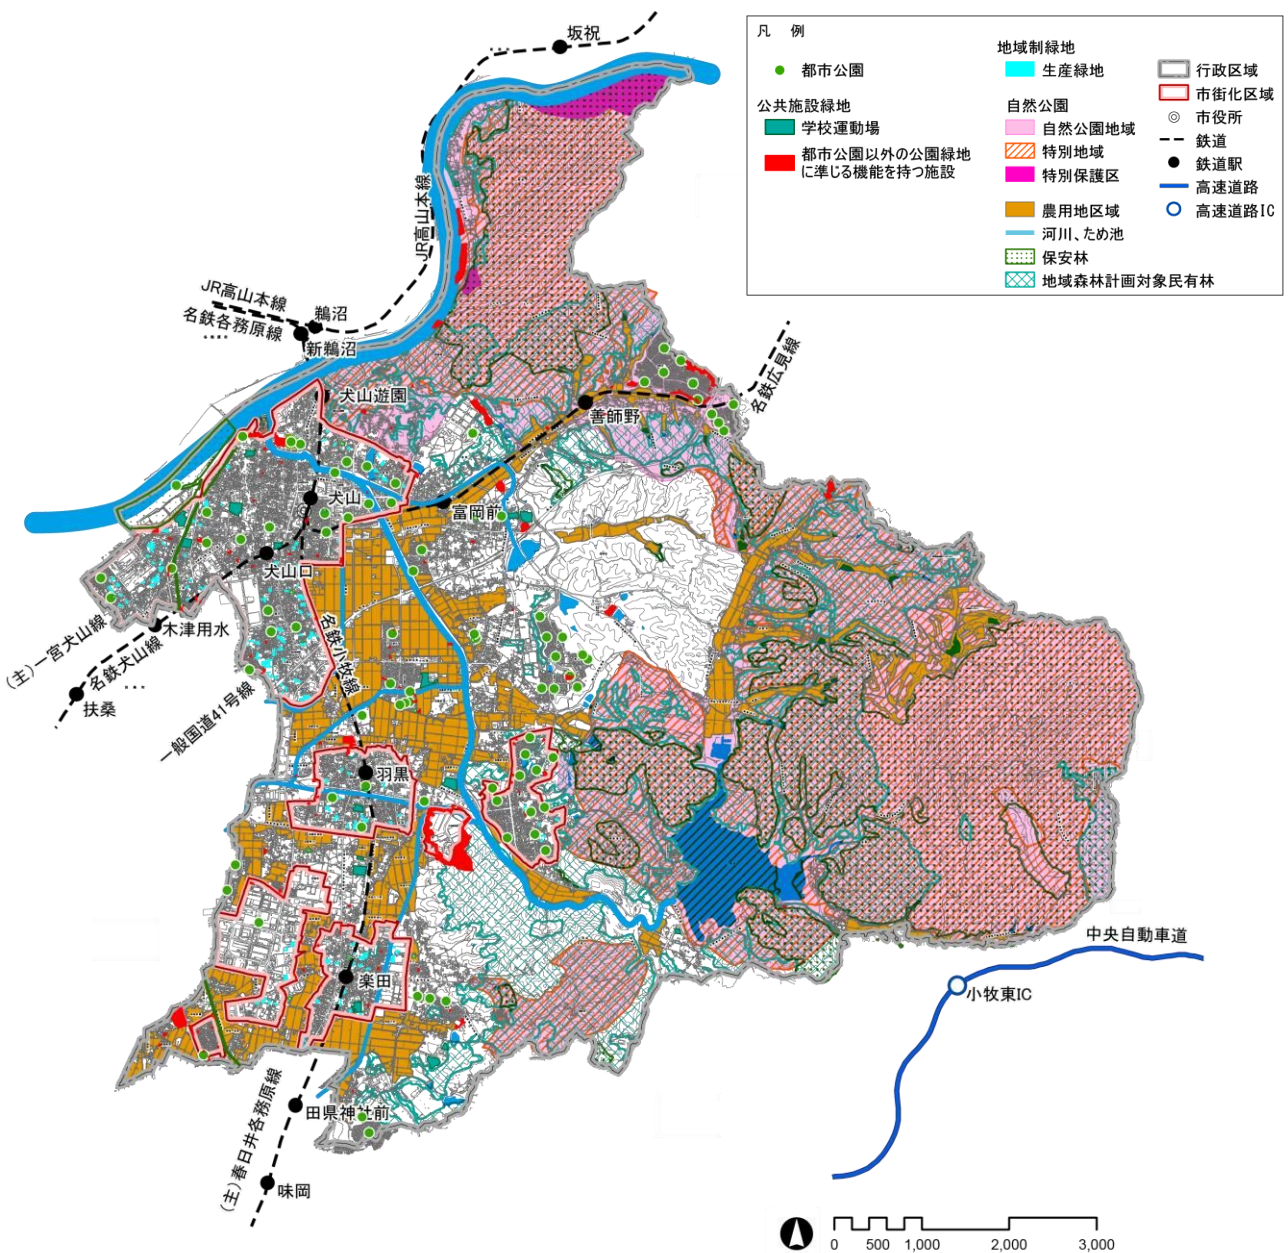 凡 例
都市公園
公共施設緑地
学校運動場
都市公園以外の公園緑地
に準じる機能を持つ施設
地域制緑地
生産緑地
自然公園
自然公園地域
特別地域
特別保護区
農用地区域
河川、ため池
保安林
地域森林計画対象民有林
行政区域
市街化区域
市役所
鉄道
鉄道駅
高速道路
高速道路IC
坂祝
JR高山本線
JR高山本線
名鉄各務原線
鵜沼
新鵜沼
犬山遊園
善師野
名鉄広見線
犬山
富岡前
犬山口
木津用水
(主)一宮犬山線
名鉄犬山線
扶桑
一般国道41号線
名鉄小牧線
羽黒
楽田
中央自動車道
小牧東IC
田県神社前
(主)春日井各務原線
味岡
0 500 1,000 2,000 3,000